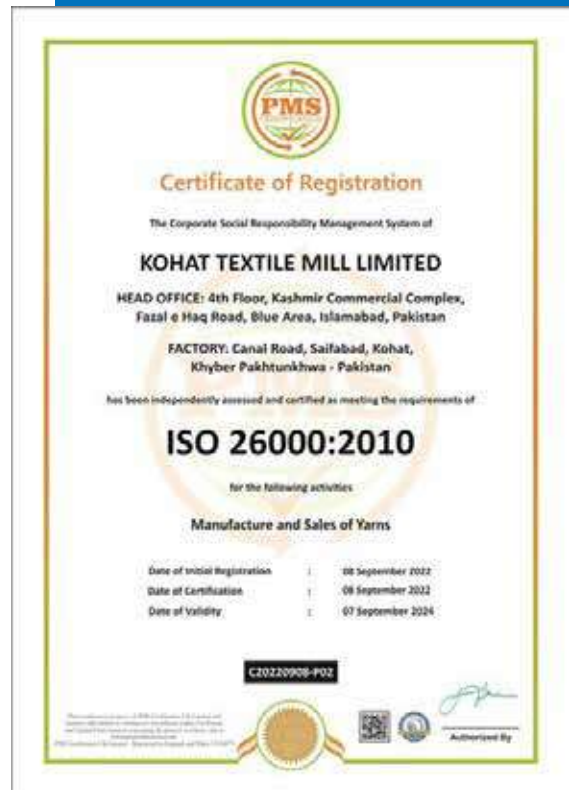 PMS
Certificate of Registration
The Corporate Social Responsibility Management System of
KOHAT TEXTILE MILL LIMITED
HEAD OFFICE: 4th Floor, Kashmir Commercial Complex,
Fazal e Haq Road, Blue Area, Islamabad, Pakistan
FACTORY: Canal Road, Saifabad, Kohat,
Khyber Pakhtunkhwa - Pakistan
has been independently assessed and certified as meeting the requirements of
ISO 26000:2010
for the following activities
Manufacture and Sales of Yarns
Date of Initial Registration : 08 September 2022
Date of Certification : 08 September 2022
Date of Validity : 07 September 2024
C20220908-P02
Authorized By